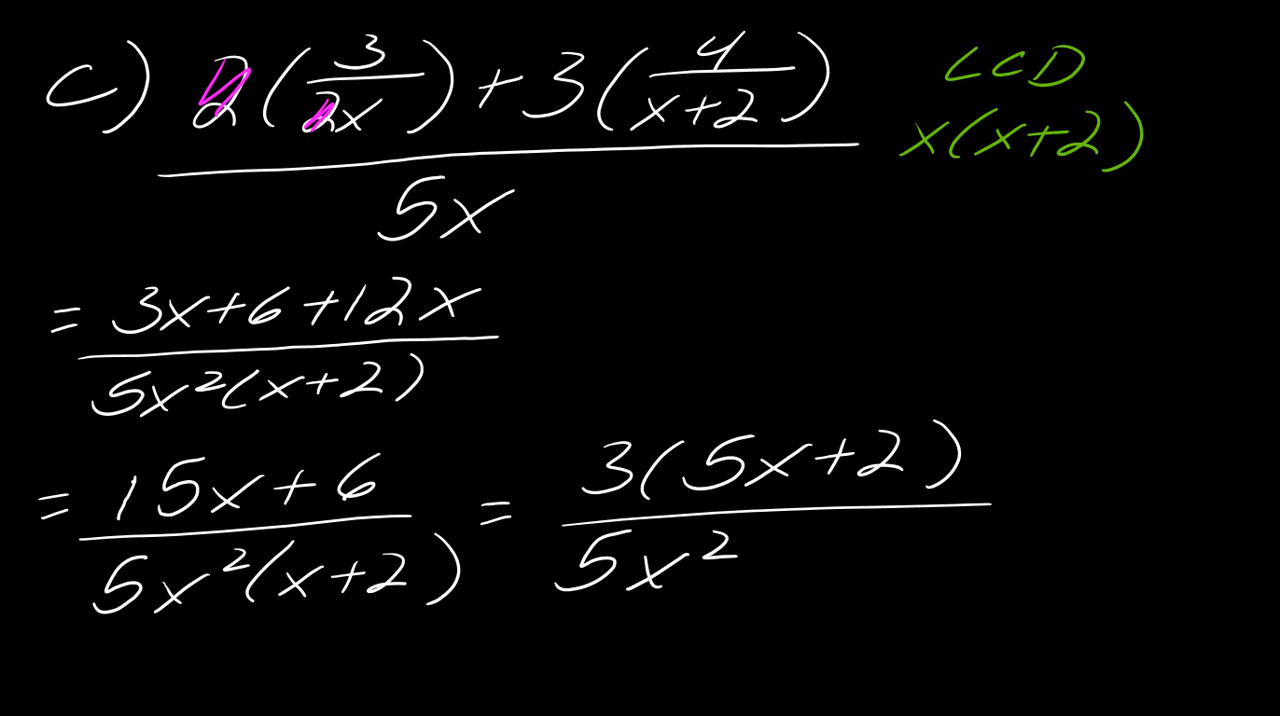 c) (2(3/2x) + 3(4/(x+2)))/5x LCD
x(x+2)
= (3x+6+12x)/(5x²(x+2))
= (15x+6)/(5x²(x+2)) = 3(5x+2)/5x²